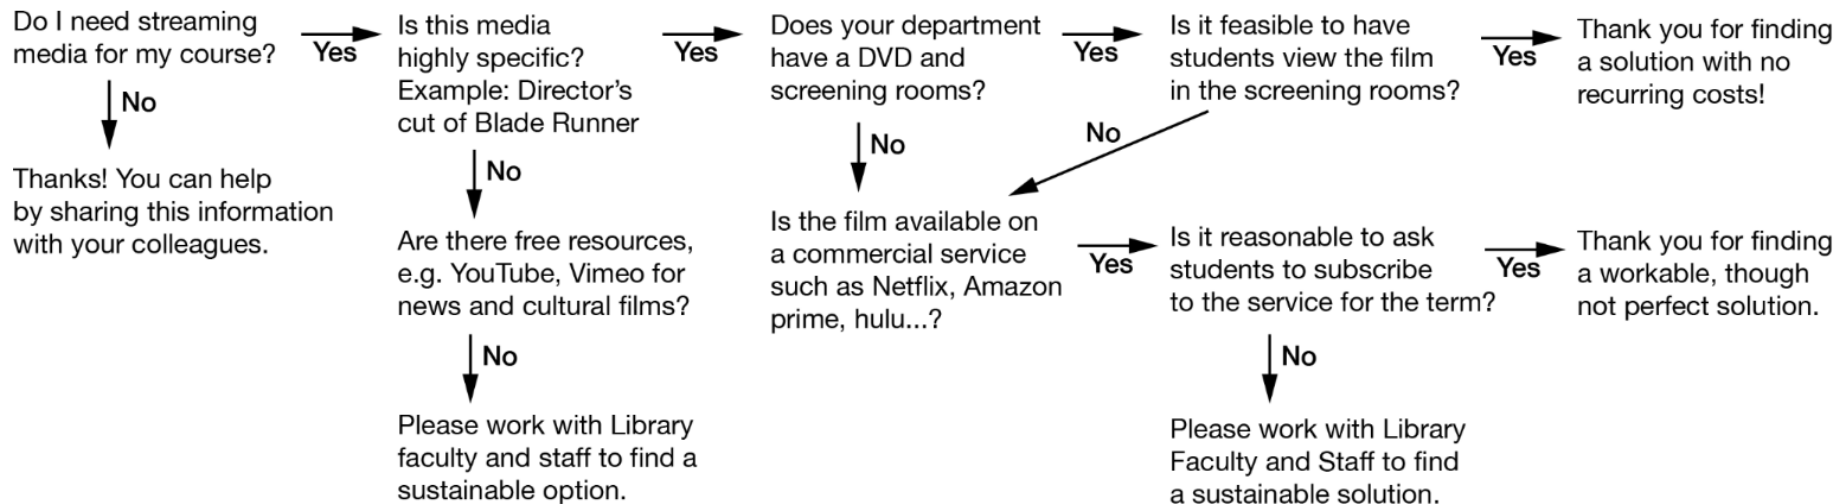 Do I need streaming
media for my course?
Yes
No
Thanks! You can help
by sharing this information
with your colleagues.
Is this media
highly specific?
Example: Director's
cut of Blade Runner
Yes
No
Are there free resources,
e.g. YouTube, Vimeo for
news and cultural films?
No
Please work with Library
faculty and staff to find a
sustainable option.
Does your department
have a DVD and
screening rooms?
Yes
No
Is it feasible to have
students view the film
in the screening rooms?
Yes
No
Thank you for finding
a solution with no
recurring costs!
Is the film available on
a commercial service
such as Netflix, Amazon
prime, hulu...?
Yes
Is it reasonable to ask
students to subscribe
to the service for the term?
Yes
No
Thank you for finding
a workable, though
not perfect solution.
Please work with Library
Faculty and Staff to find
a sustainable solution.